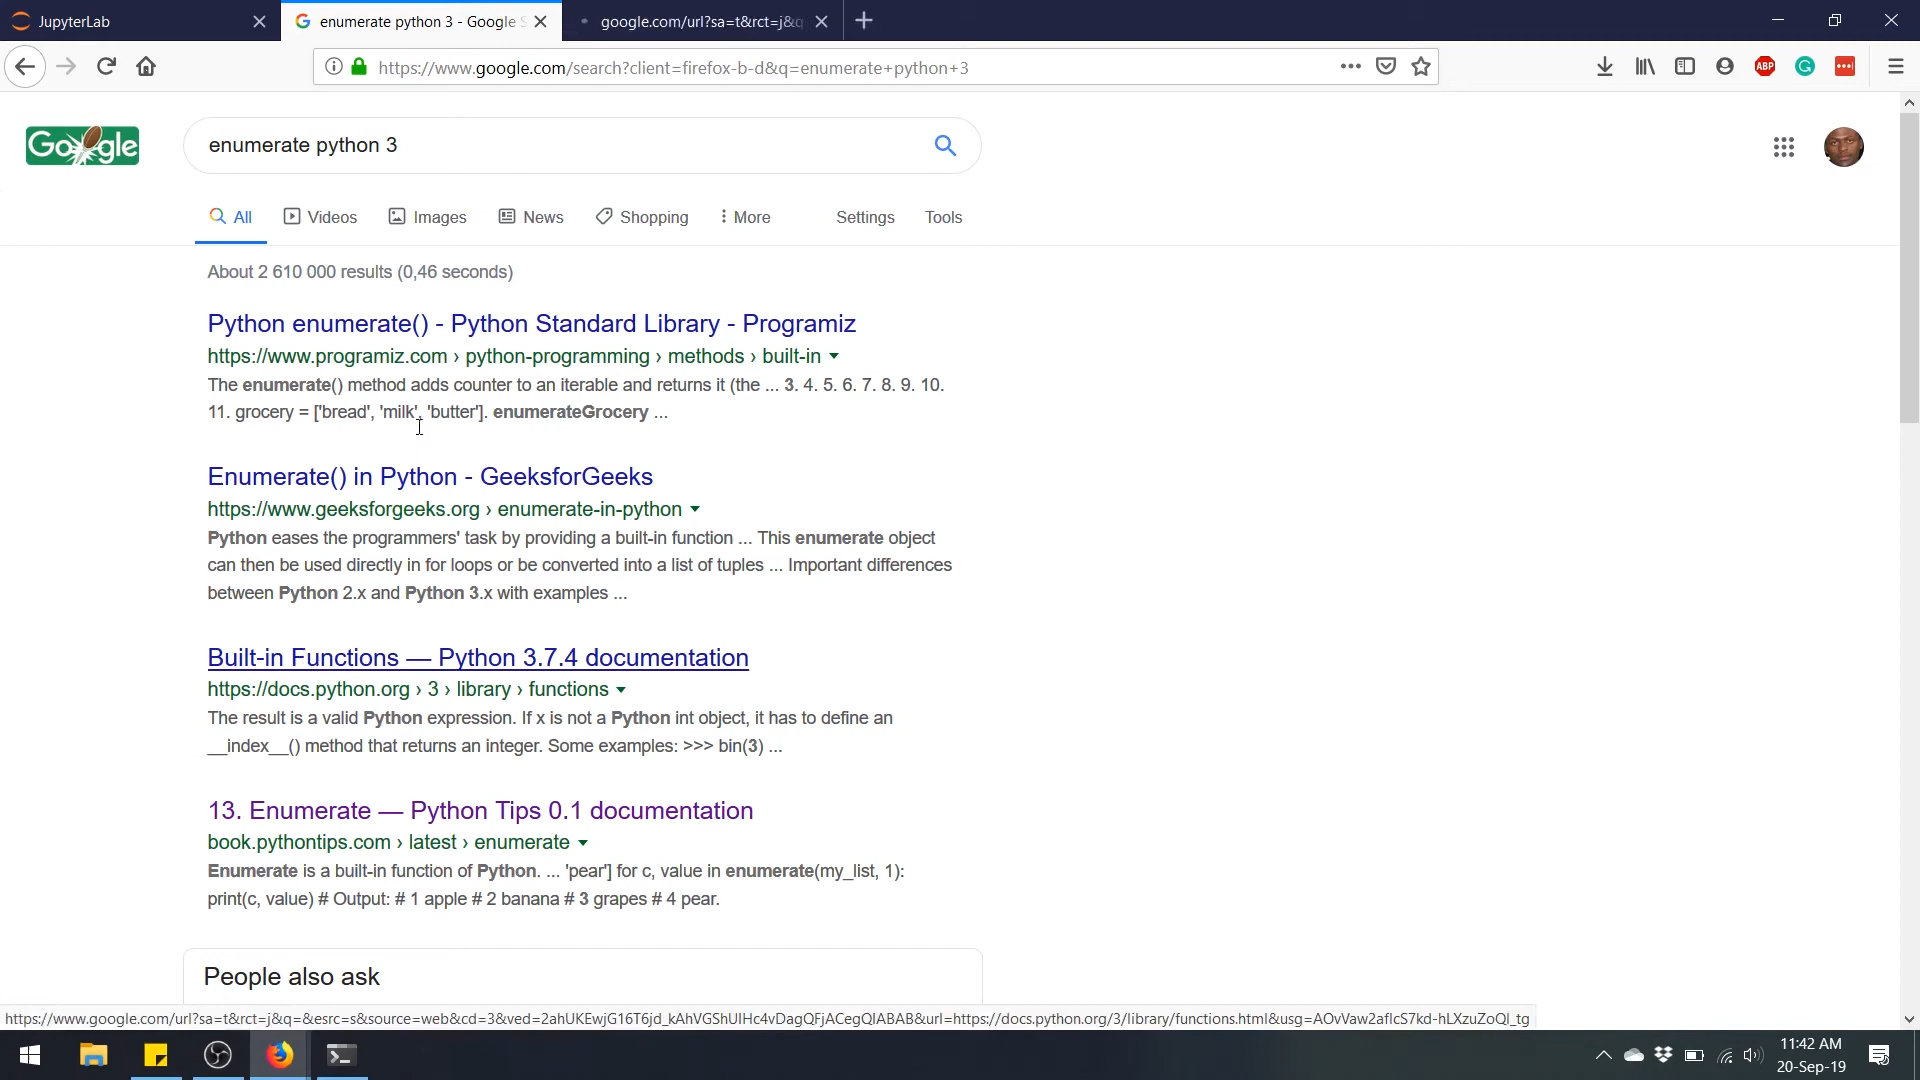 JupyterLab
enumerate python 3 - Google S
google.com/url?sa=t&rct=j&q
https://www.google.com/search?client=firefox-b-d&q=enumerate+python+3
ABP
Google
enumerate python 3
All
Videos
Images
News
Shopping
More
Settings
Tools
About 2 610 000 results (0,46 seconds)
Python enumerate() - Python Standard Library - Programiz
https://www.programiz.com › python-programming › methods › built-in
The enumerate() method adds counter to an iterable and returns it (the ... 3. 4. 5. 6. 7. 8. 9. 10.
11. grocery = ['bread', 'milk', 'butter']. enumerateGrocery ...
Enumerate() in Python - GeeksforGeeks
https://www.geeksforgeeks.org › enumerate-in-python
Python eases the programmers' task by providing a built-in function ... This enumerate object
can then be used directly in for loops or be converted into a list of tuples ... Important differences
between Python 2.x and Python 3.x with examples ...
Built-in Functions — Python 3.7.4 documentation
https://docs.python.org › 3 › library › functions
The result is a valid Python expression. If x is not a Python int object, it has to define an
__index__() method that returns an integer. Some examples: >>> bin(3) ...
13. Enumerate — Python Tips 0.1 documentation
book.pythontips.com › latest › enumerate
Enumerate is a built-in function of Python. ... 'pear'] for c, value in enumerate(my_list, 1):
print(c, value) # Output: # 1 apple # 2 banana # 3 grapes # 4 pear.
People also ask
https://www.google.com/url?sa=t&rct=j&q=&esrc=s&source=web&cd=3&ved=2ahUKEwjG16T6jd_kAhVGShUIHc4vDagQFjACegQIABAB&url=https://docs.python.org/3/library/functions.html&usg=AOvVaw2aflcS7kd-hLXzuZoQl_tg
11:42 AM
20-Sep-19